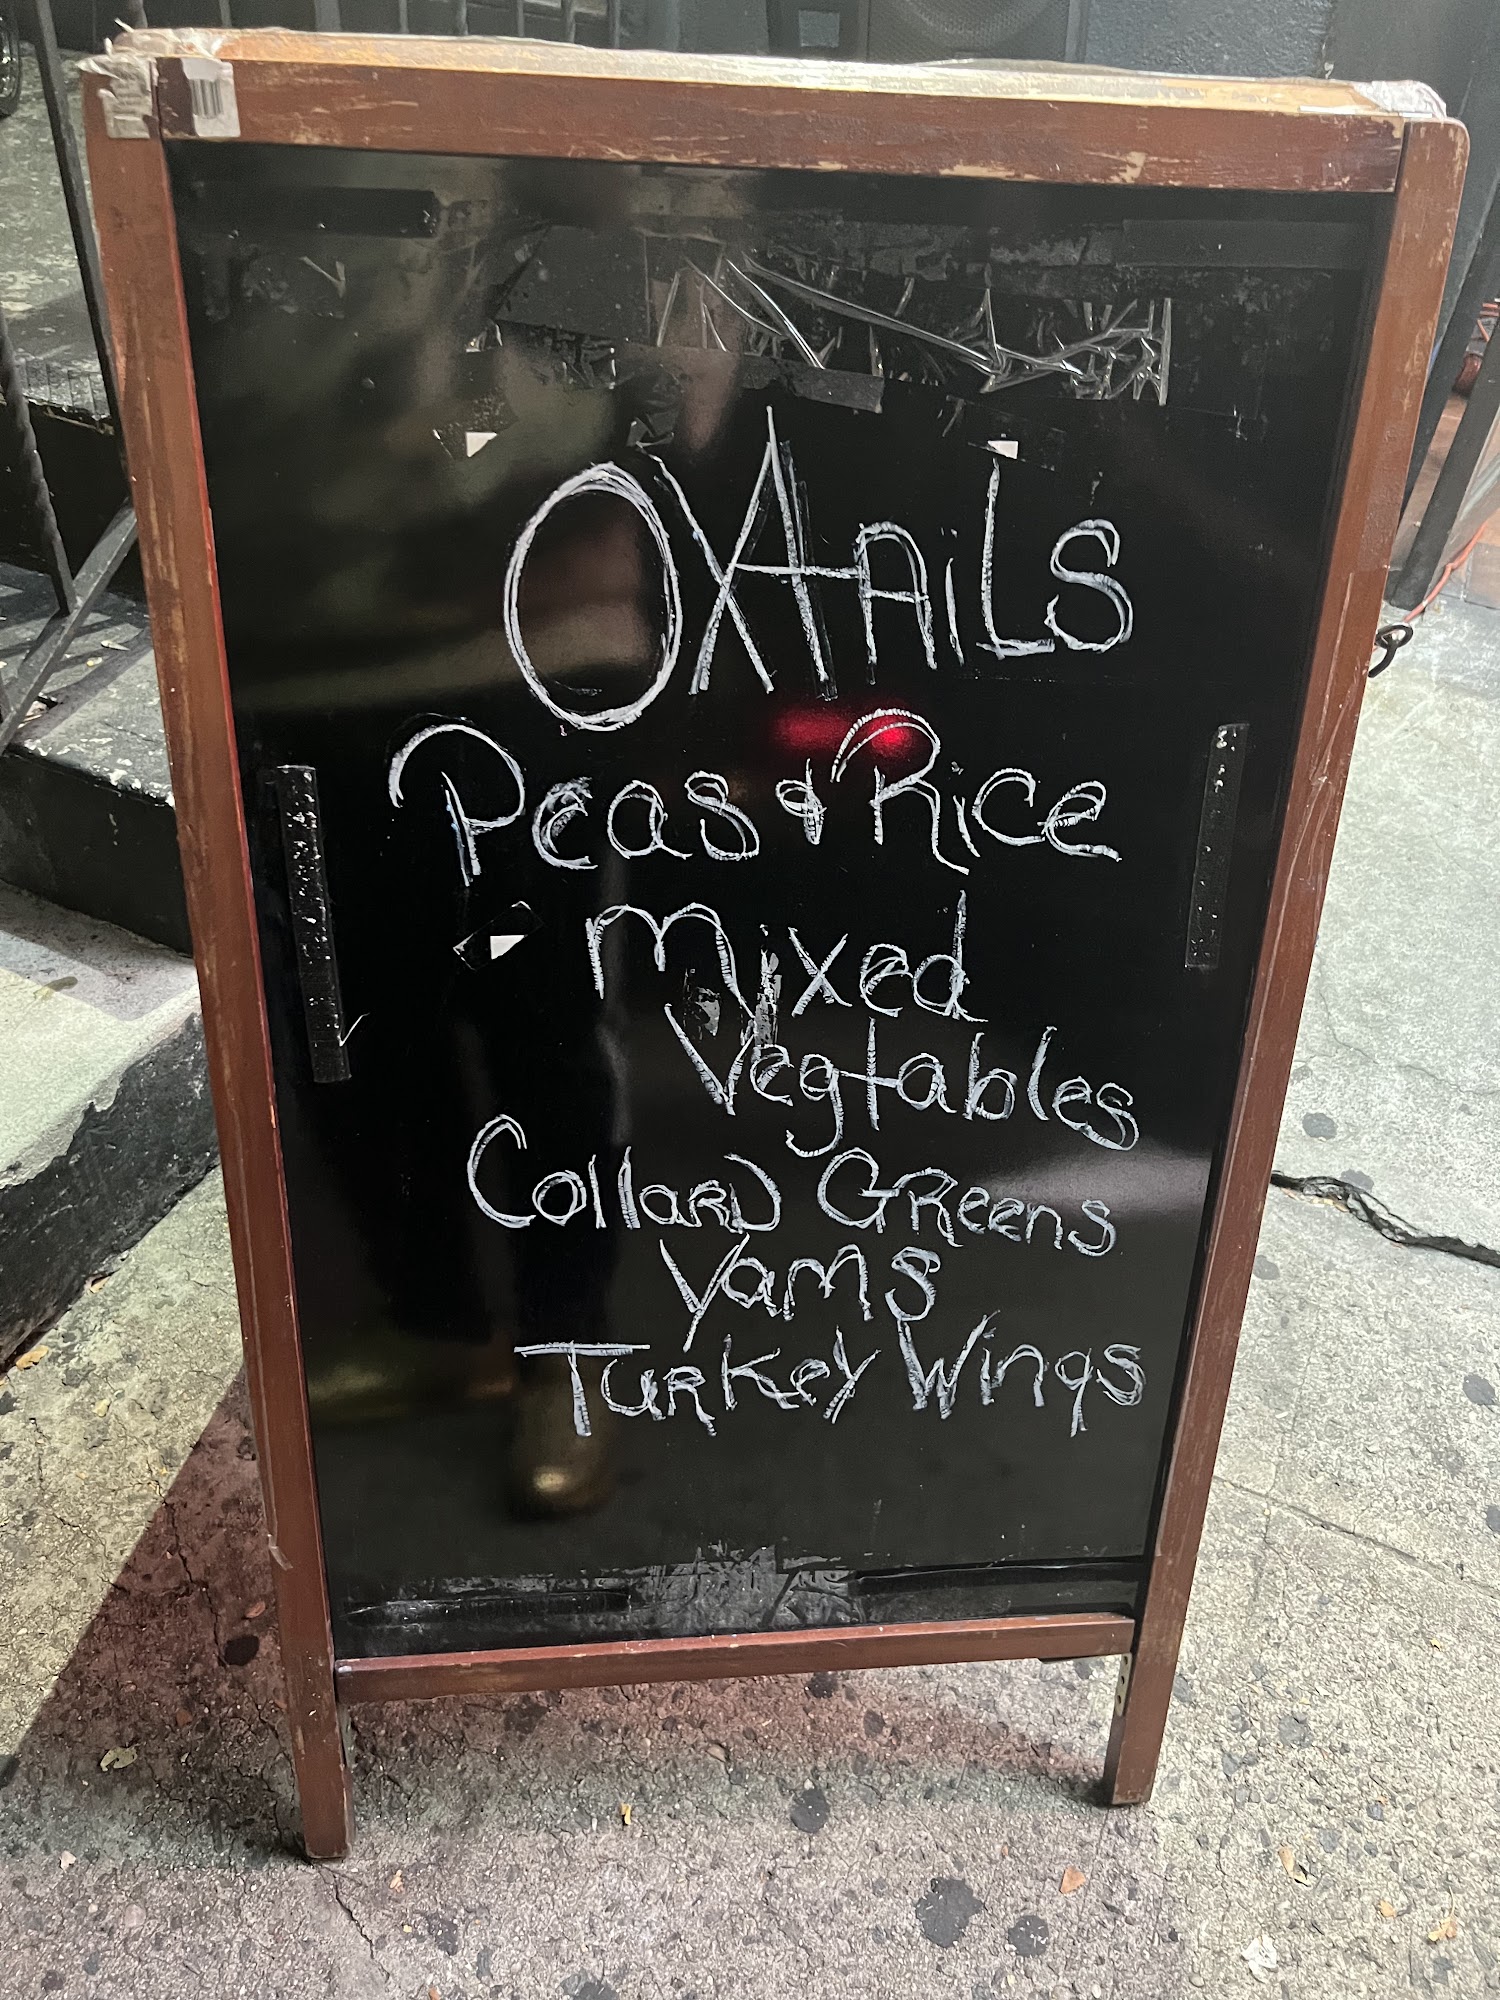 OXtAiLS
Peas & Rice
Mixed
Vegtables
CollarD GReens
Yams
TuRKey Wings